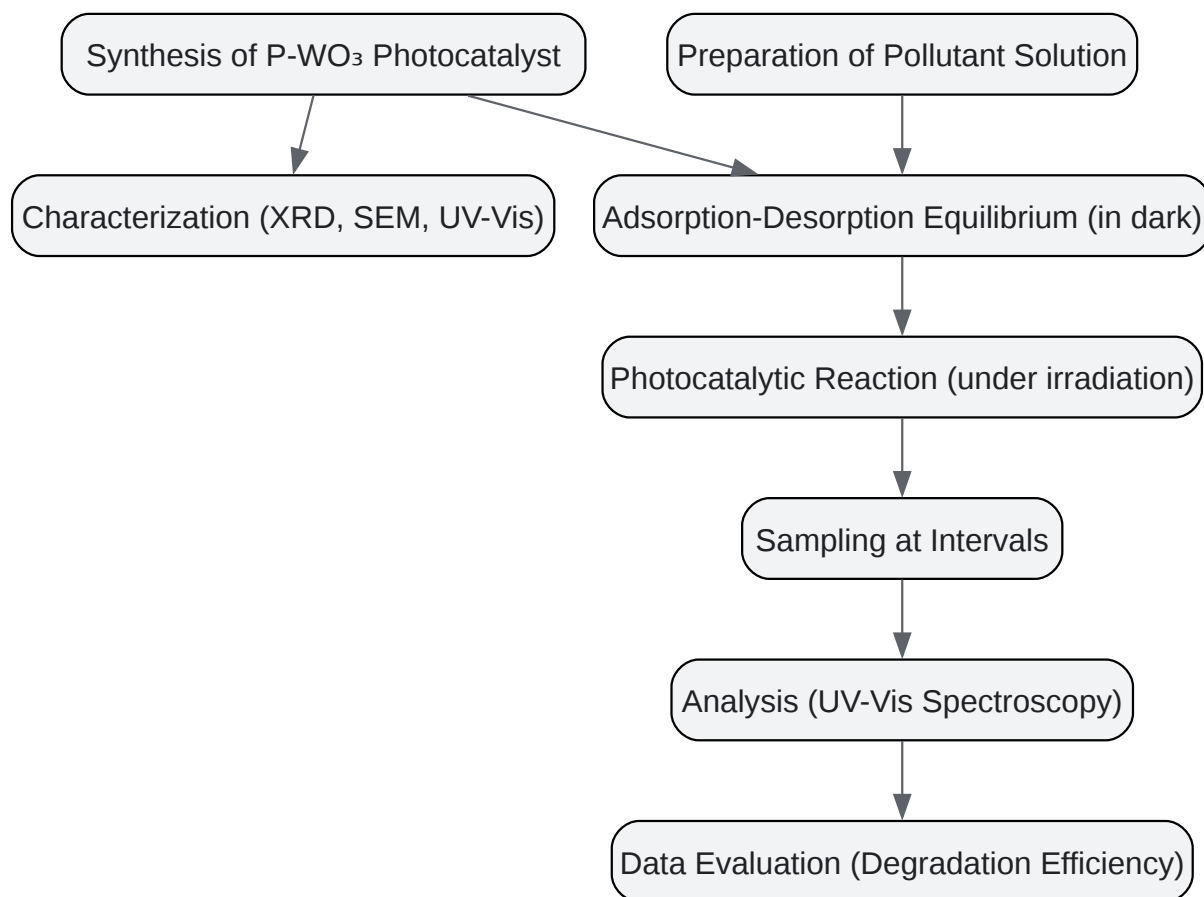 Synthesis of P-WO₃ Photocatalyst
Preparation of Pollutant Solution
Characterization (XRD, SEM, UV-Vis)
Adsorption-Desorption Equilibrium (in dark)
Photocatalytic Reaction (under irradiation)
Sampling at Intervals
Analysis (UV-Vis Spectroscopy)
Data Evaluation (Degradation Efficiency)